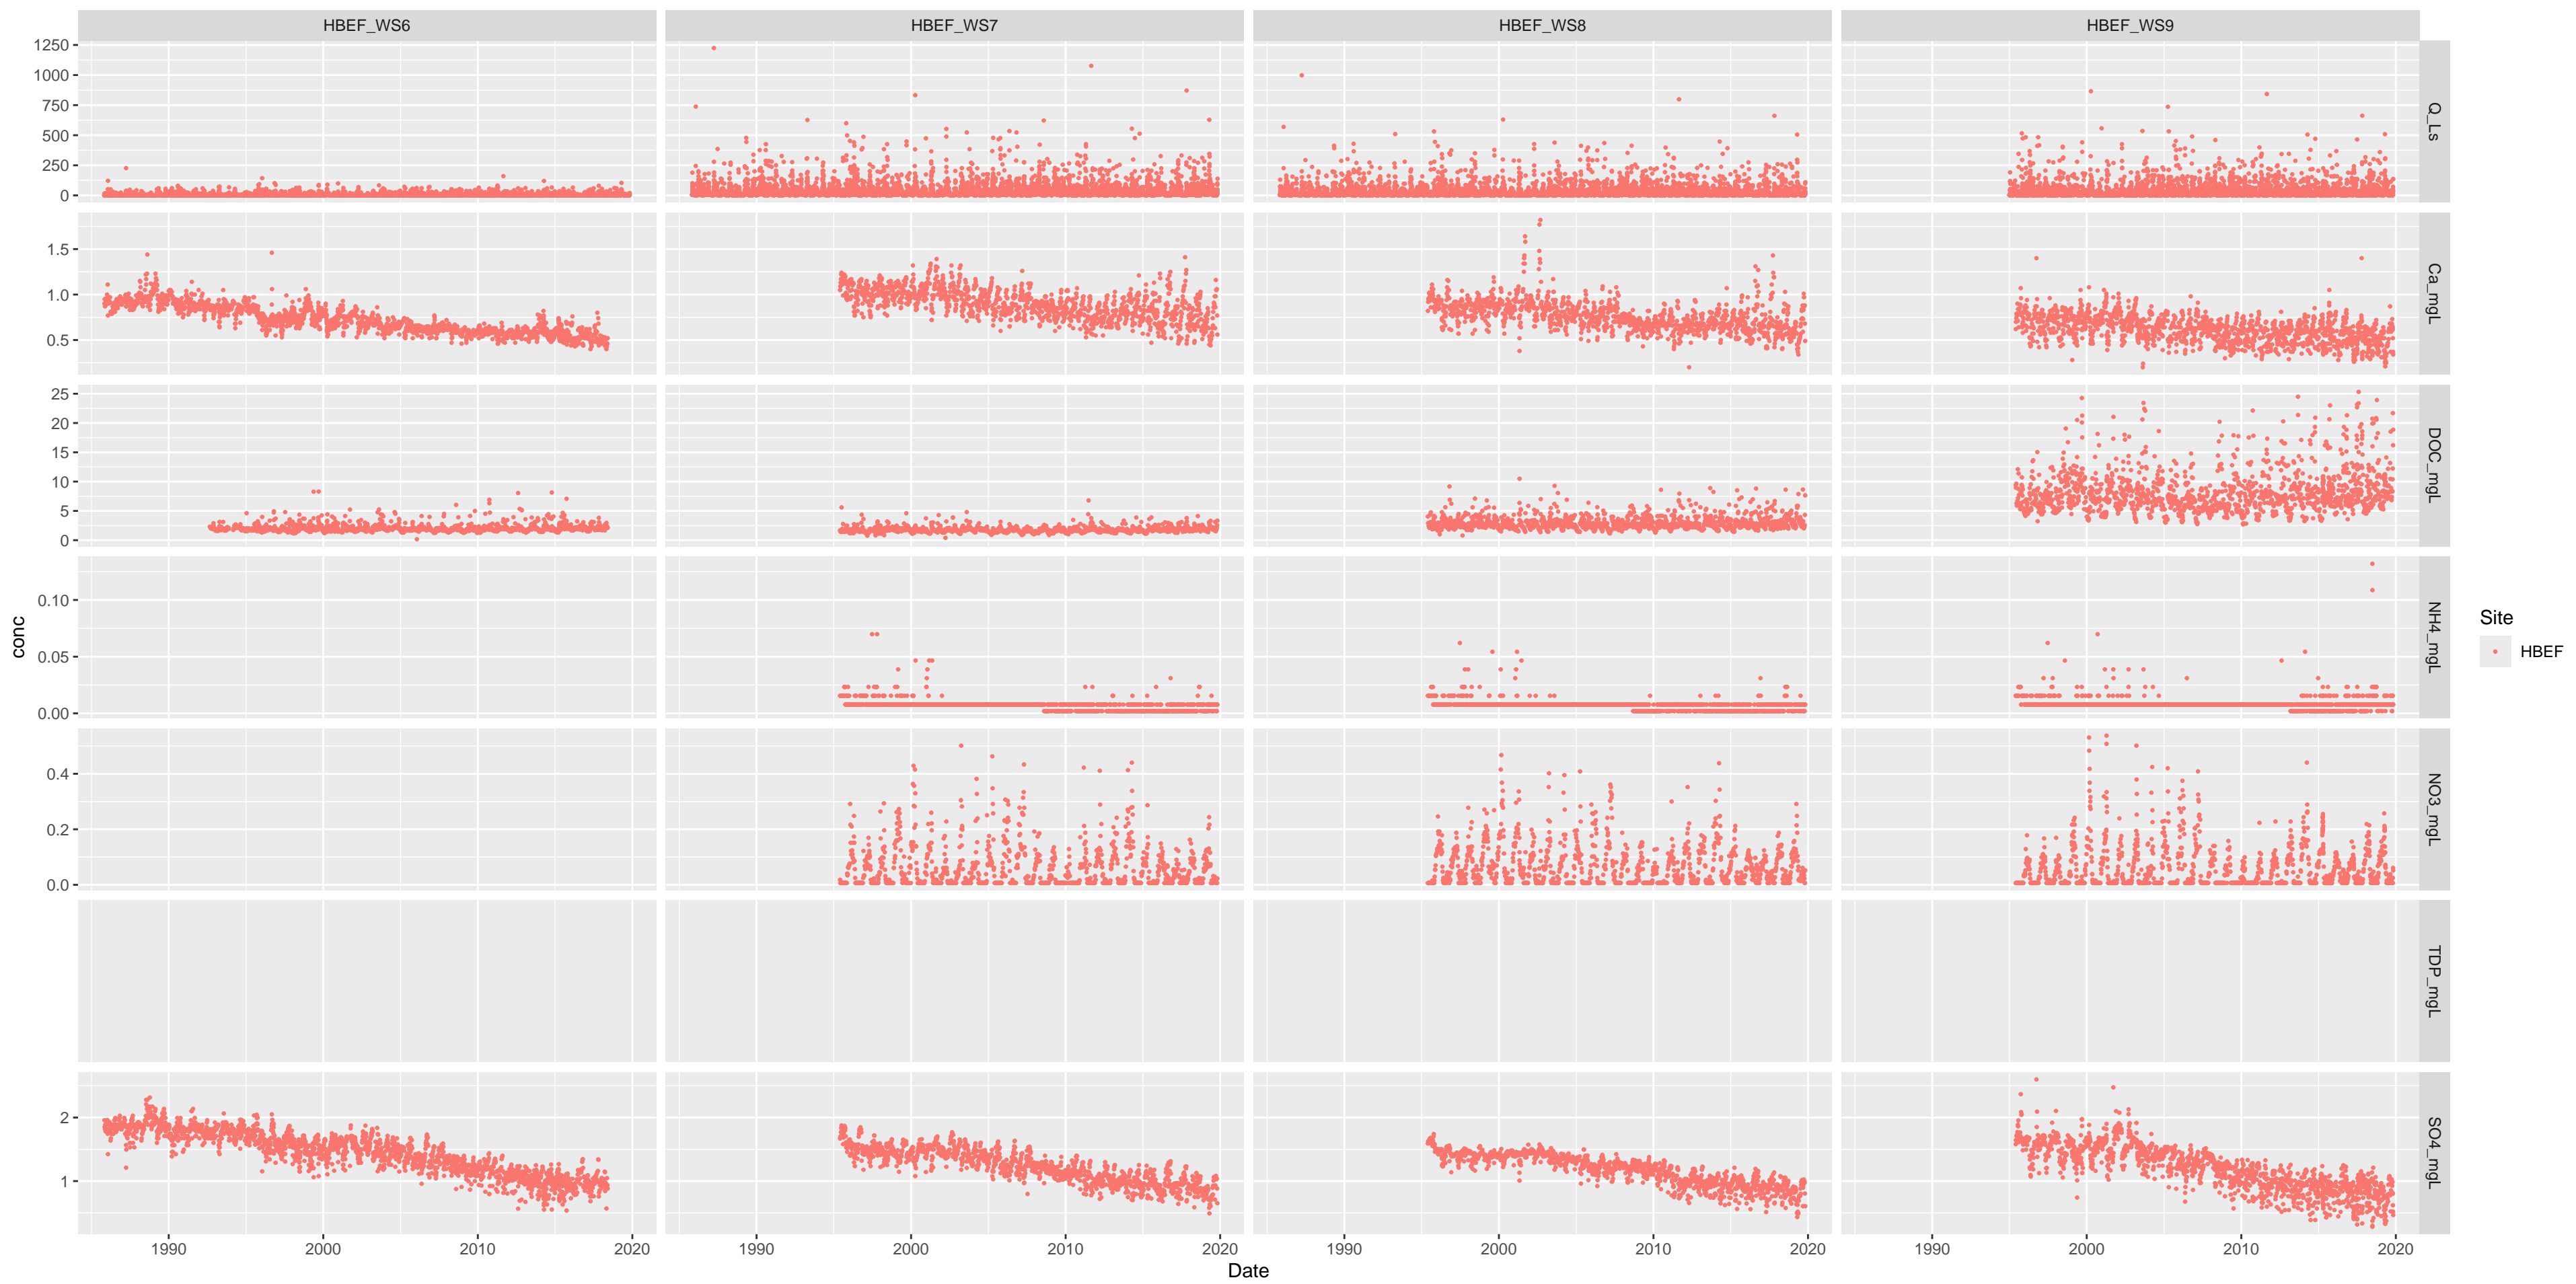 HBEF_WS6 HBEF_WS7 HBEF_WS8 HBEF_WS9
1250
1000
750
500
250
0
Q_Ls
1.5
1.0
0.5
Ca_mgL
25
20
15
10
5
0
DOC_mgL
0.10
0.05
0.00
NH4_mgL
0.4
0.2
0.0
NO3_mgL
TDP_mgL
2
1
SO4_mgL
conc
1990 2000 2010 2020 1990 2000 2010 2020 1990 2000 2010 2020 1990 2000 2010 2020
Date
Site
HBEF